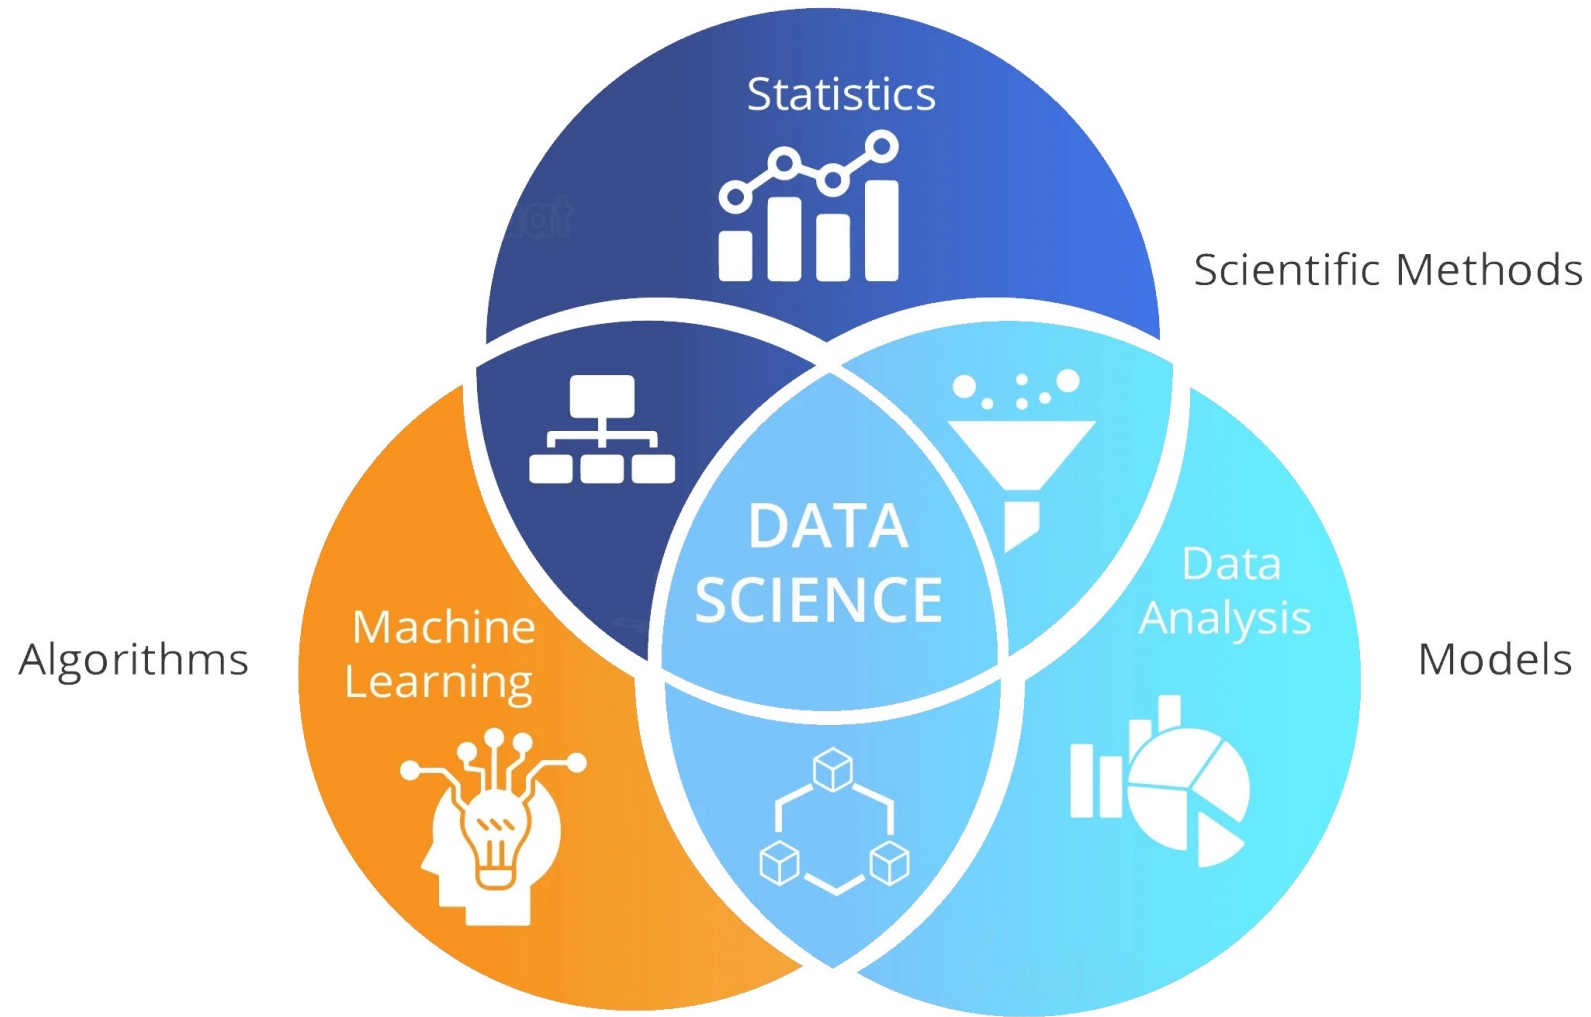 Statistics
Scientific Methods
DATA
SCIENCE
Data
Analysis
Machine
Learning
Algorithms
Models